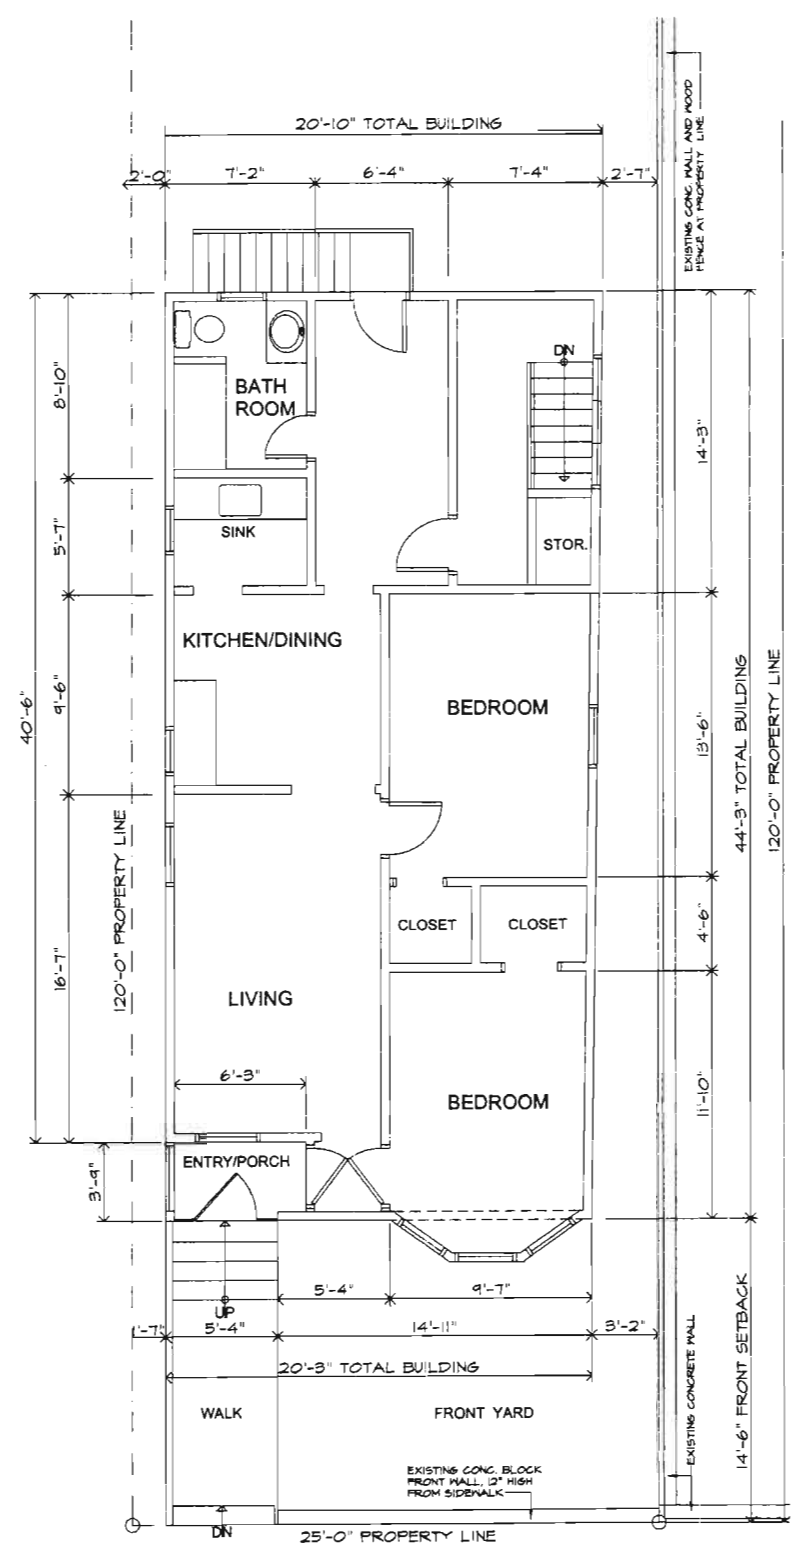 20'-10" TOTAL BUILDING
2'-0" 7'-2" 6'-4" 7'-4" 2'-7"
EXISTING CONC. WALL AND WOOD
FENCE AT PROPERTY LINE
DN
8'-10"
BATH
ROOM
14'-3"
5'-7"
SINK
STOR.
KITCHEN/DINING
40'-6"
9'-6"
BEDROOM
13'-6"
44'-3" TOTAL BUILDING
120'-0" PROPERTY LINE
120'-0" PROPERTY LINE
CLOSET
CLOSET
4'-6"
16'-7"
LIVING
6'-3"
BEDROOM
11'-10"
ENTRY/PORCH
3'-9"
5'-4" 9'-7"
UP
1'-7" 5'-4" 14'-11" 3'-2"
20'-3" TOTAL BUILDING
14'-6" FRONT SETBACK
EXISTING CONCRETE WALL
WALK
FRONT YARD
EXISTING CONC. BLOCK
FRONT WALL, 12" HIGH
FROM SIDEWALK
DN
25'-0" PROPERTY LINE